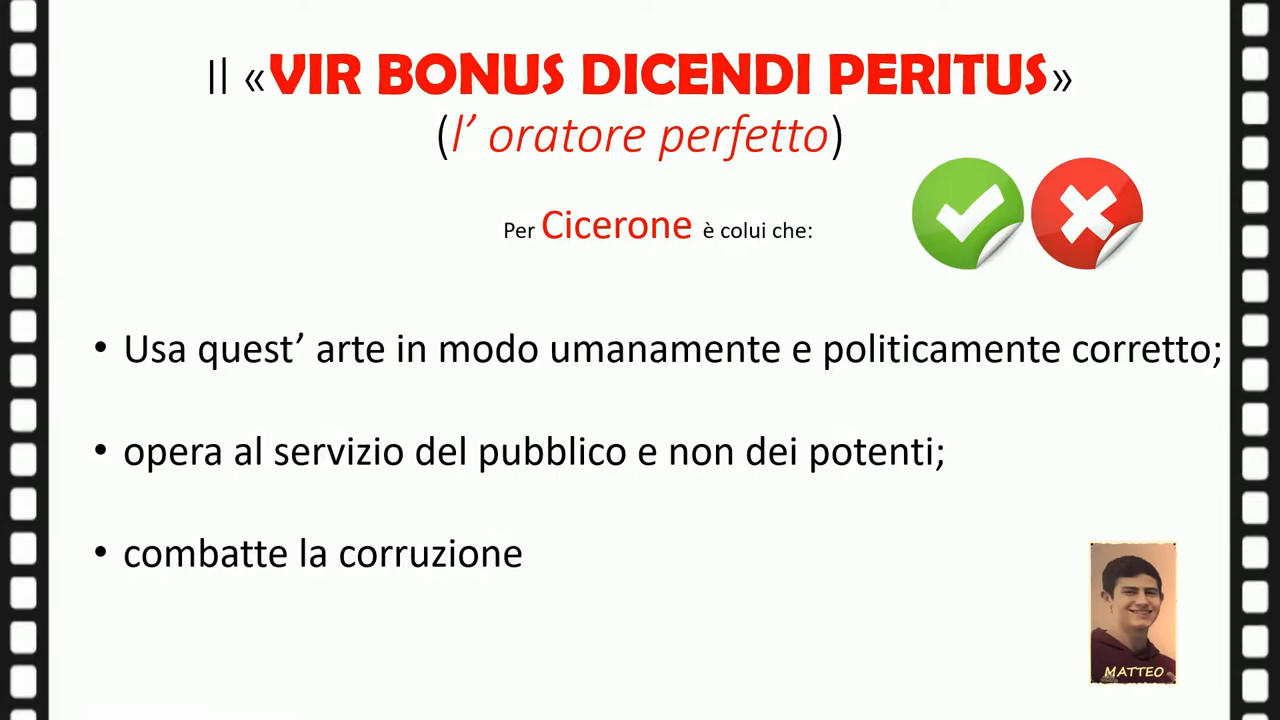 Il «VIR BONUS DICENDI PERITUS»
(l’ oratore perfetto)
Per Cicerone è colui che:
• Usa quest’ arte in modo umanamente e politicamente corretto;
• opera al servizio del pubblico e non dei potenti;
• combatte la corruzione
MATTEO